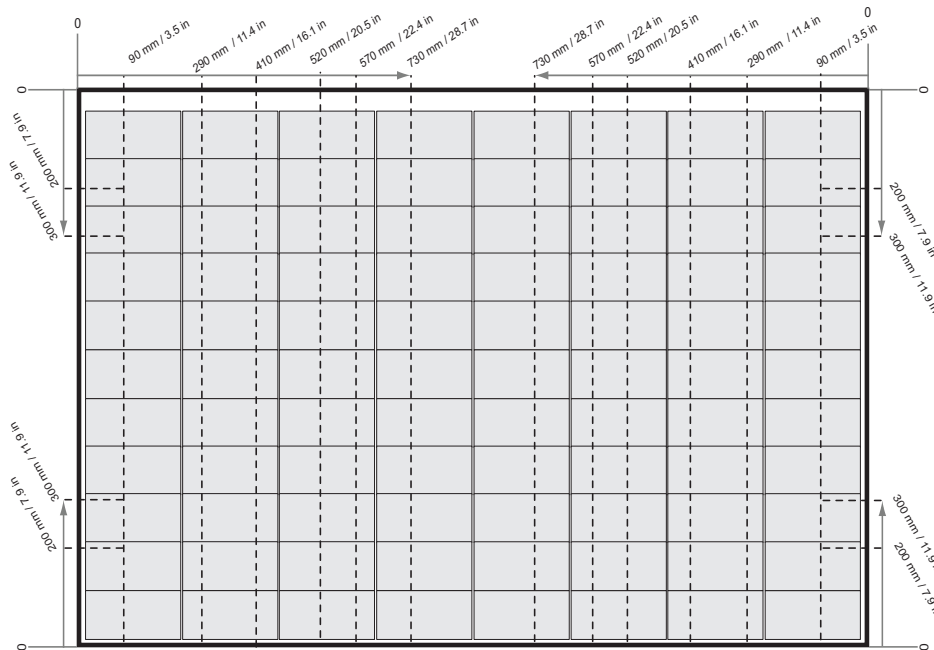 0
90 mm / 3.5 in
290 mm / 11.4 in
410 mm / 16.1 in
520 mm / 20.5 in
570 mm / 22.4 in
730 mm / 28.7 in
730 mm / 28.7 in
570 mm / 22.4 in
520 mm / 20.5 in
410 mm / 16.1 in
290 mm / 11.4 in
90 mm / 3.5 in
0
0
0
200 mm / 7.9 in
200 mm / 7.9 in
300 mm / 11.9 in
300 mm / 11.9 in
300 mm / 11.9 in
300 mm / 11.9
200 mm / 7.9 in
200 mm / 7.9 in
0
0